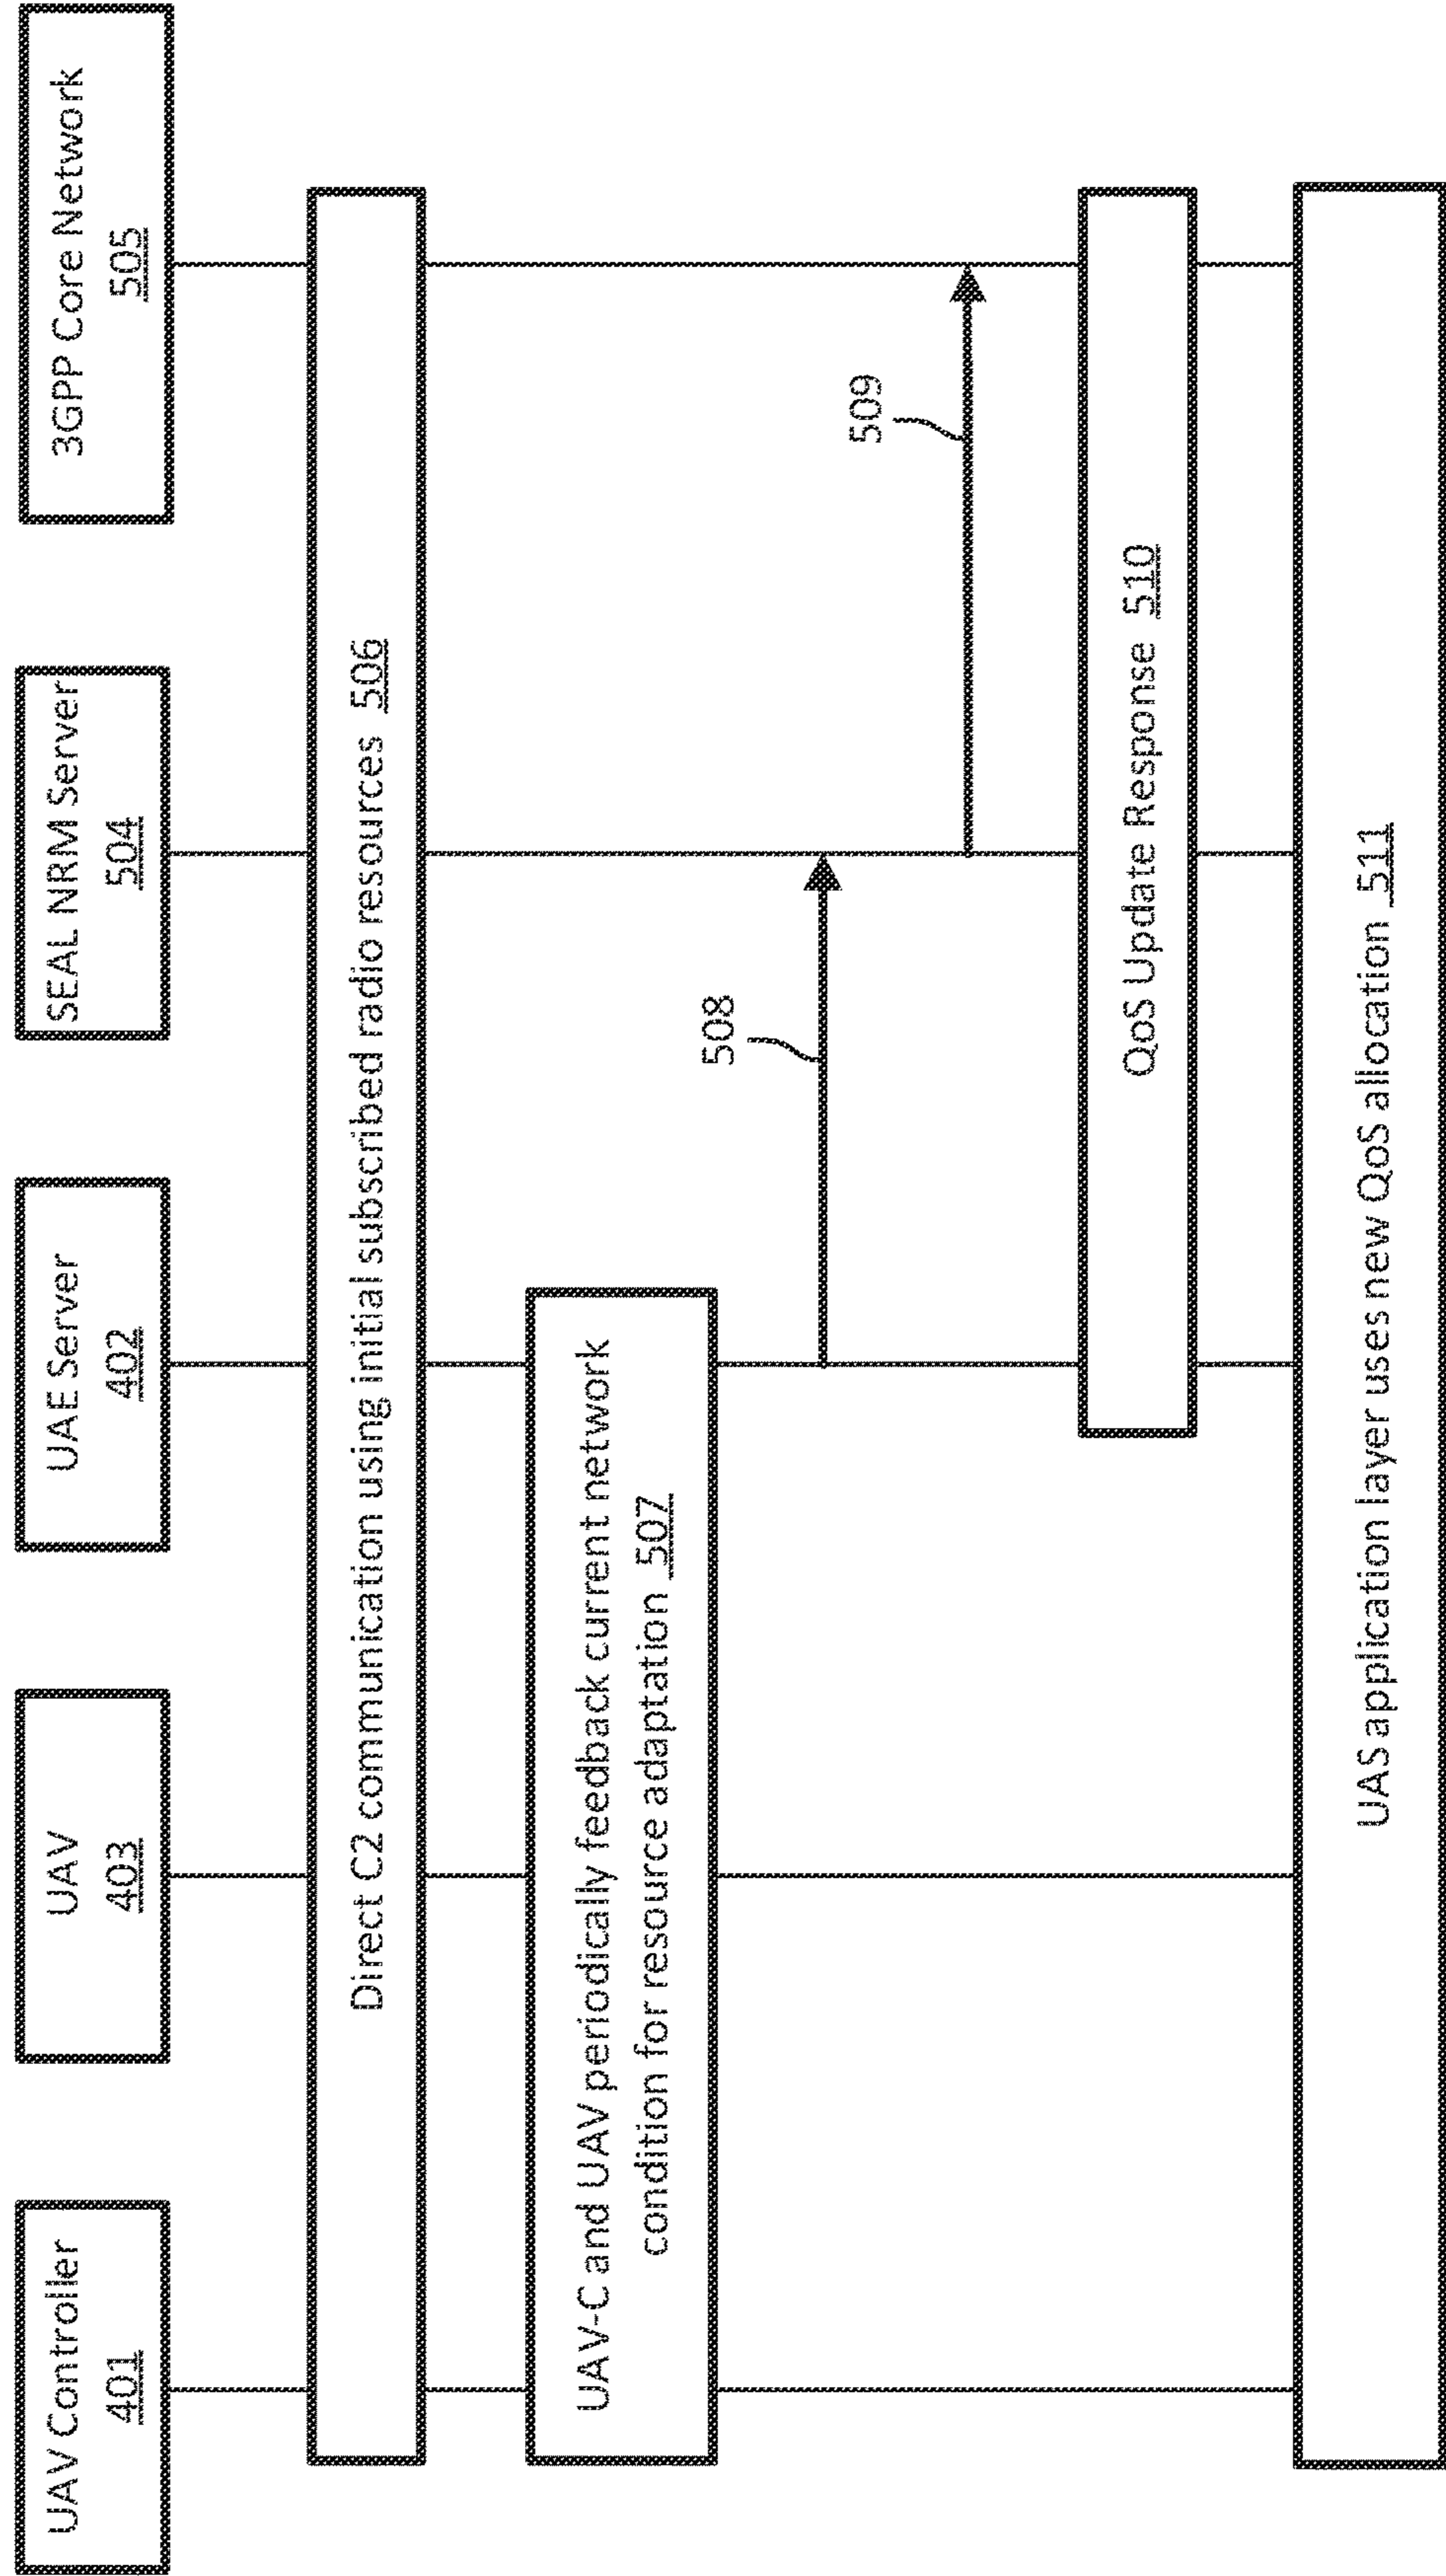 UAV Controller
401
UAV
403
UAE Server
402
SEAL NRM Server
504
3GPP Core Network
505
Direct C2 communication using initial subscribed radio resources 506
UAV-C and UAV periodically feedback current network
condition for resource adaptation 507
508
509
QoS Update Response 510
UAS application layer uses new QoS allocation 511